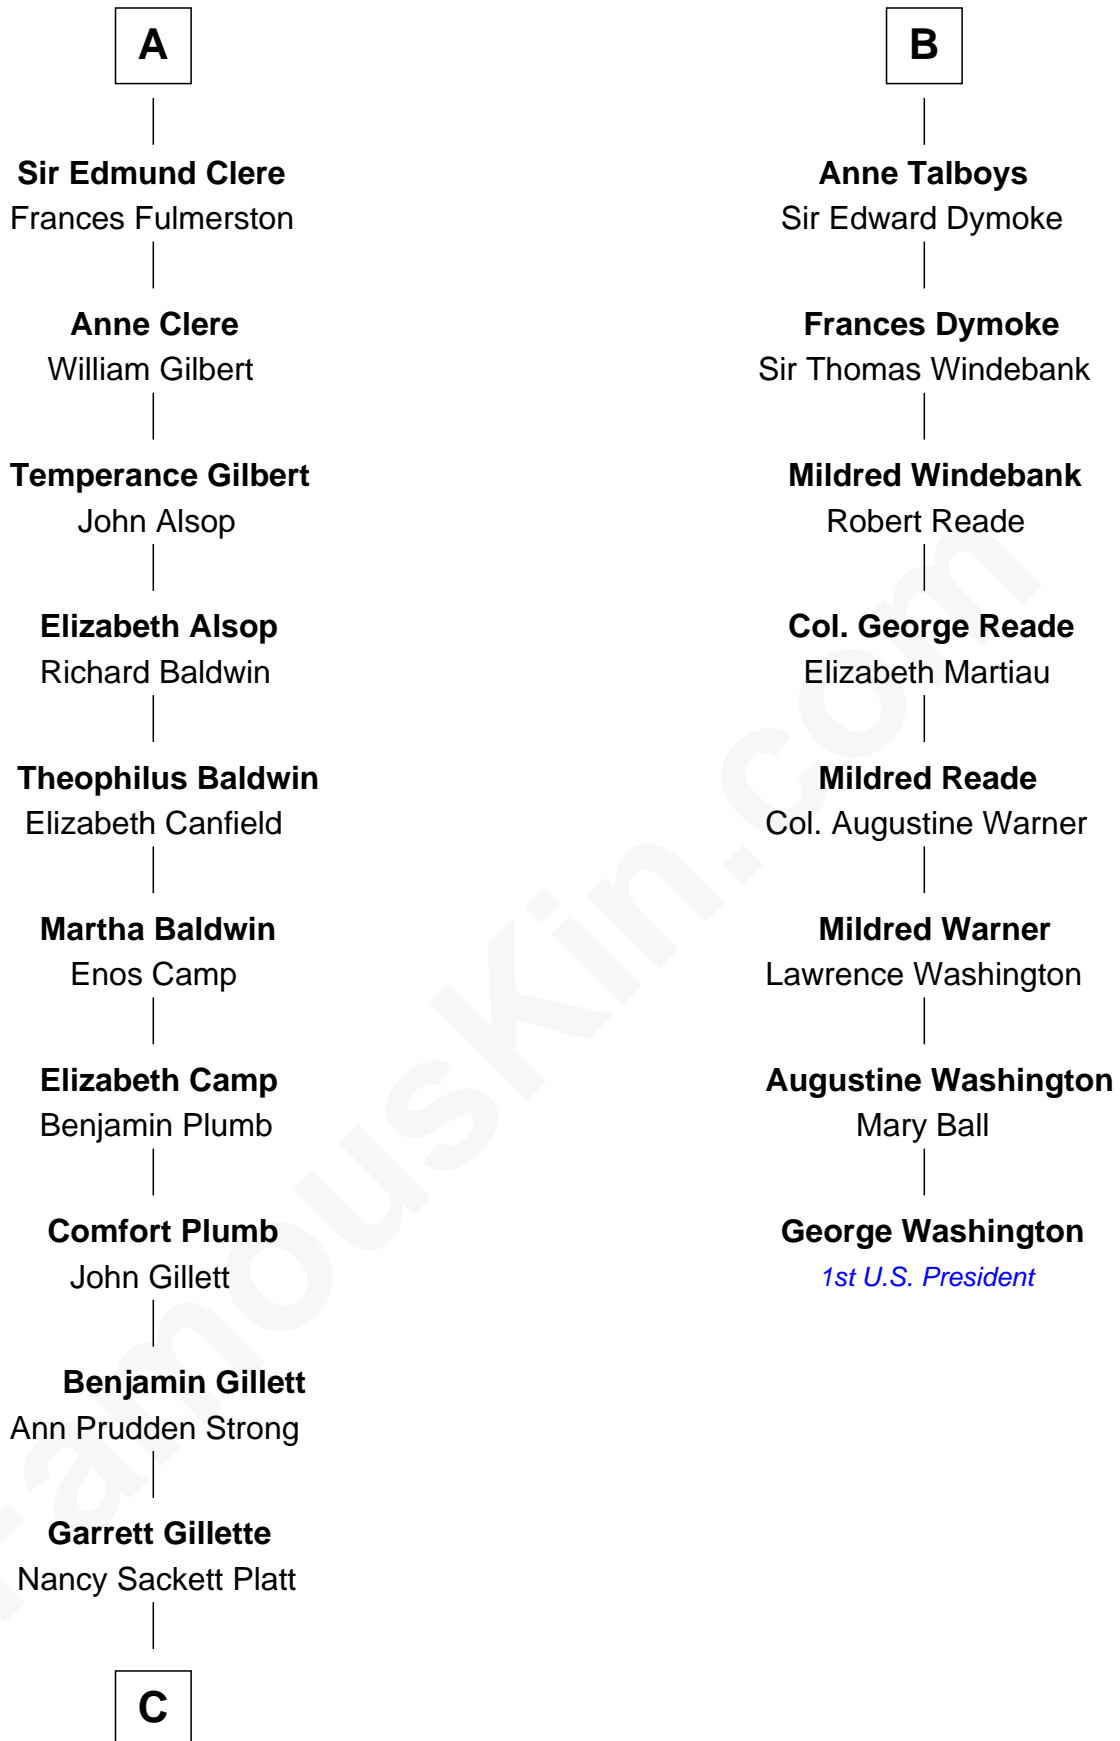 A
Sir Edmund Clere
Frances Fulmerston
Anne Clere
William Gilbert
Temperance Gilbert
John Alsop
Elizabeth Alsop
Richard Baldwin
Theophilus Baldwin
Elizabeth Canfield
Martha Baldwin
Enos Camp
Elizabeth Camp
Benjamin Plumb
Comfort Plumb
John Gillett
Benjamin Gillett
Ann Prudden Strong
Garrett Gillette
Nancy Sackett Platt
C
B
Anne Talboys
Sir Edward Dymoke
Frances Dymoke
Sir Thomas Windebank
Mildred Windebank
Robert Reade
Col. George Reade
Elizabeth Martiau
Mildred Reade
Col. Augustine Warner
Mildred Warner
Lawrence Washington
Augustine Washington
Mary Ball
George Washington
1st U.S. President
FamousKin.com